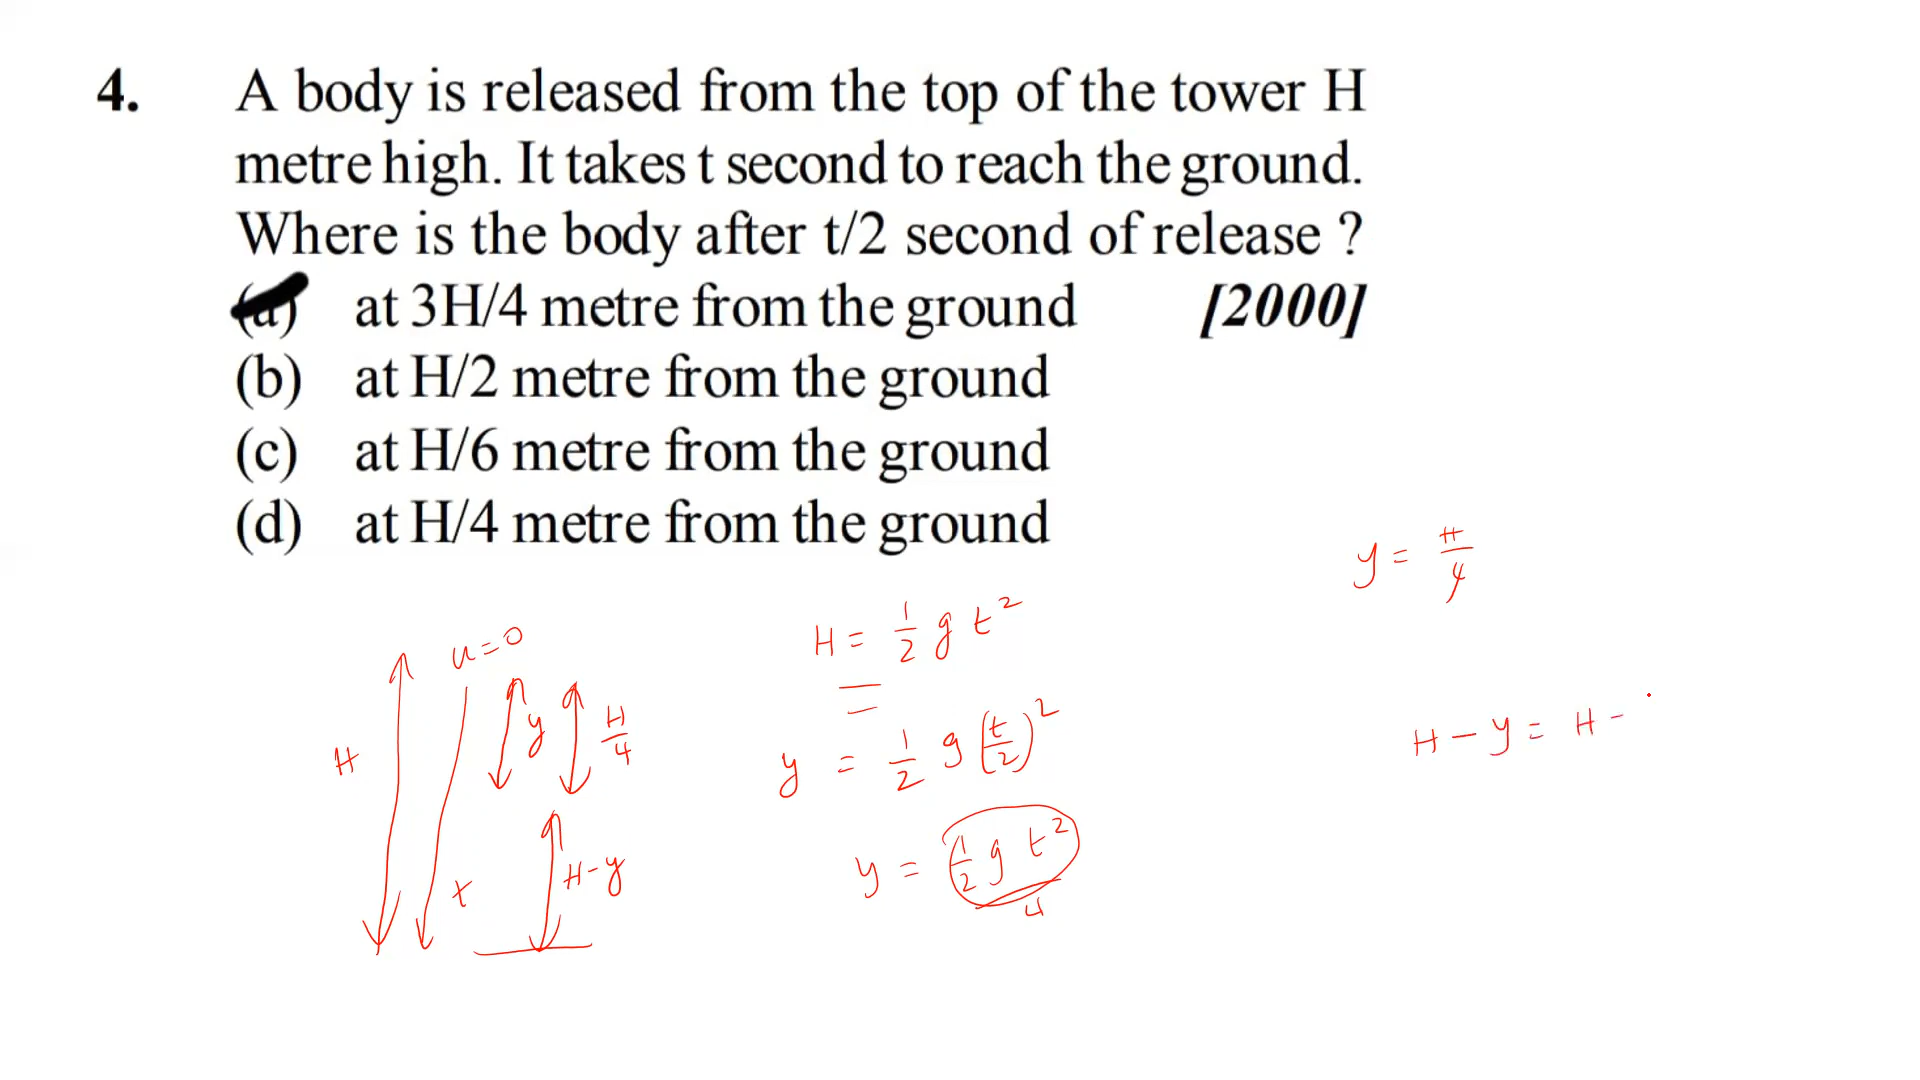 4. A body is released from the top of the tower H
metre high. It takes t second to reach the ground.
Where is the body after t/2 second of release ?
(a) at 3H/4 metre from the ground [2000]
(b) at H/2 metre from the ground
(c) at H/6 metre from the ground
(d) at H/4 metre from the ground
y = H/4
u=0
H
y
H/4
t
H-y
H = 1/2 g t²
y = 1/2 g (t/2)²
y = 1/2 g t² / 4
H - y = H -